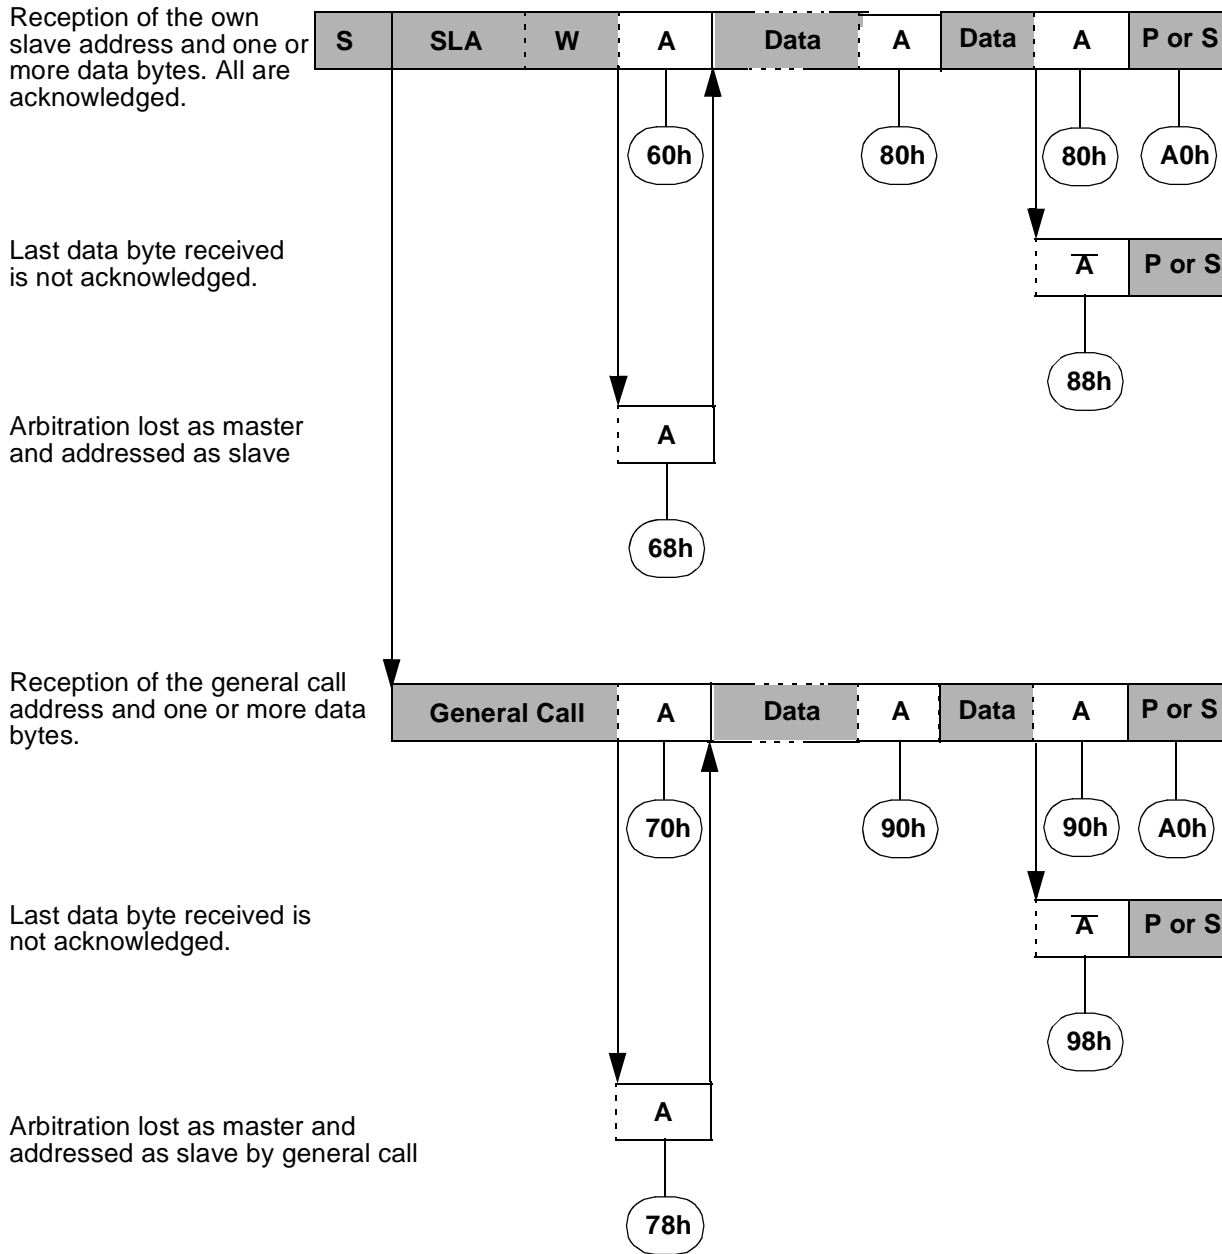 Reception of the own
slave address and one or
more data bytes. All are
acknowledged.
S SLA W A Data A Data A P or S
60h 80h 80h A0h
Last data byte received
is not acknowledged.
A̅ P or S
88h
Arbitration lost as master
and addressed as slave
A
68h
Reception of the general call
address and one or more data
bytes.
General Call A Data A Data A P or S
70h 90h 90h A0h
Last data byte received is
not acknowledged.
A̅ P or S
98h
Arbitration lost as master and
addressed as slave by general call
A
78h